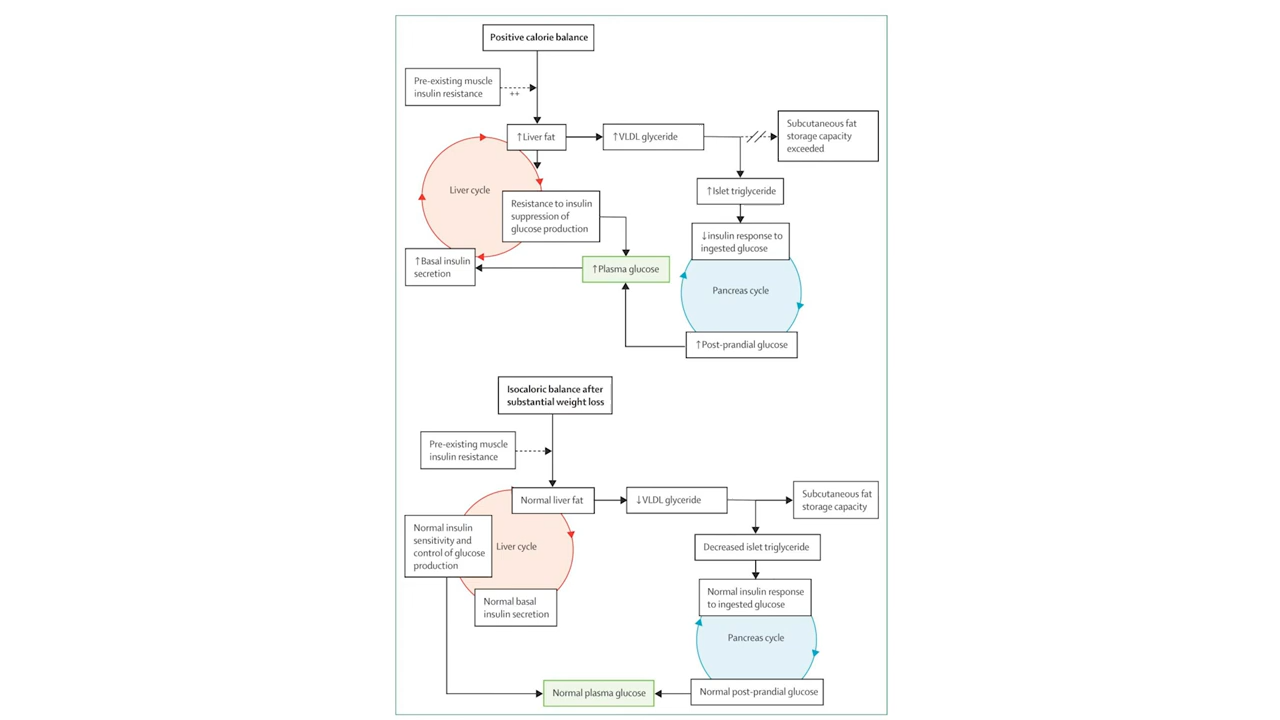 Positive calorie balance
Pre-existing muscle
insulin resistance
++
↑Liver fat
↑VLDL glyceride
Subcutaneous fat
storage capacity
exceeded
Liver cycle
↑Islet triglyceride
Resistance to insulin
suppression of
glucose production
↓insulin response to
ingested glucose
↑Basal insulin
secretion
↑Plasma glucose
Pancreas cycle
↑Post-prandial glucose
Isocaloric balance after
substantial weight loss
Pre-existing muscle
insulin resistance
Normal liver fat
↓VLDL glyceride
Subcutaneous fat
storage capacity
Normal insulin
sensitivity and
control of glucose
production
Liver cycle
Decreased islet triglyceride
Normal basal
insulin secretion
Normal insulin response
to ingested glucose
Pancreas cycle
Normal plasma glucose
Normal post-prandial glucose